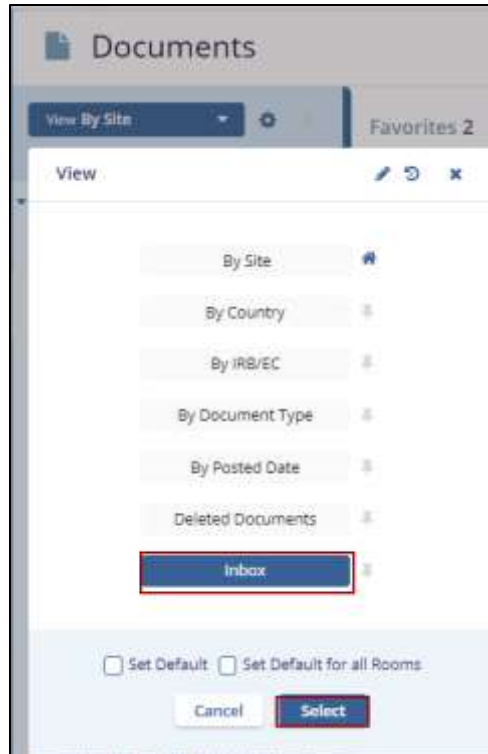 Documents
View By Site
Favorites 2
View
By Site
By Country
By IRB/EC
By Document Type
By Posted Date
Deleted Documents
Inbox
Set Default Set Default for all Rooms
Cancel Select